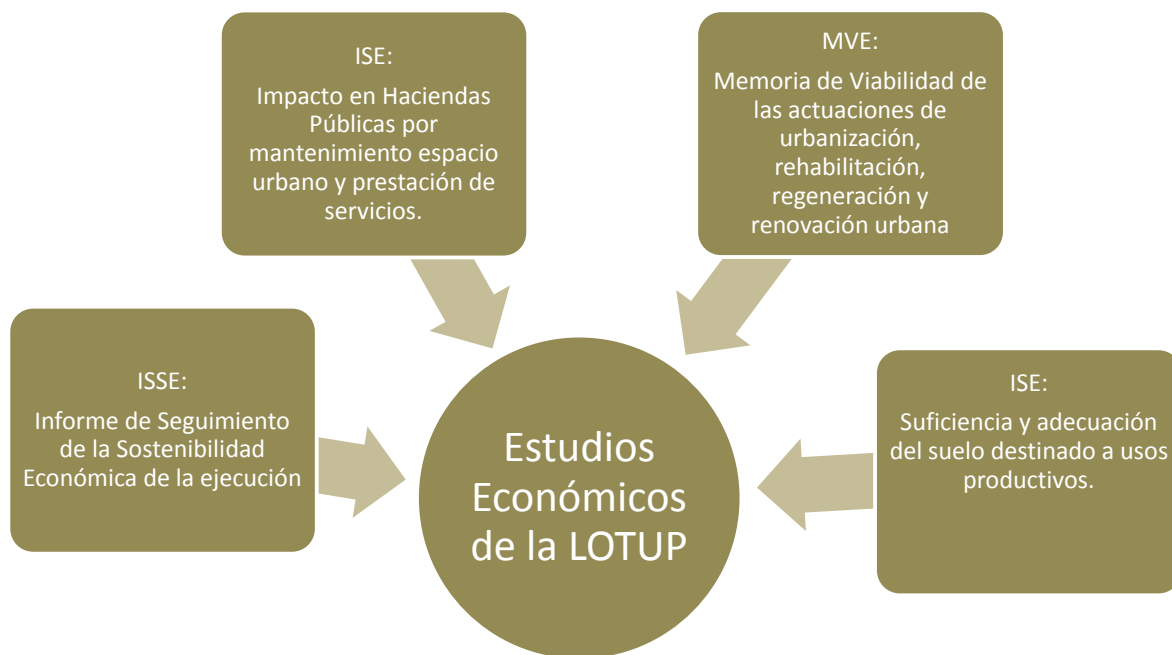 ISE:
Impacto en Haciendas
Públicas por
mantenimiento espacio
urbano y prestación de
servicios.
MVE:
Memoria de Viabilidad de
las actuaciones de
urbanización,
rehabilitación,
regeneración y
renovación urbana
ISSE:
Informe de Seguimiento
de la Sostenibilidad
Económica de la ejecución
ISE:
Suficiencia y adecuación
del suelo destinado a usos
productivos.
Estudios
Económicos
de la LOTUP